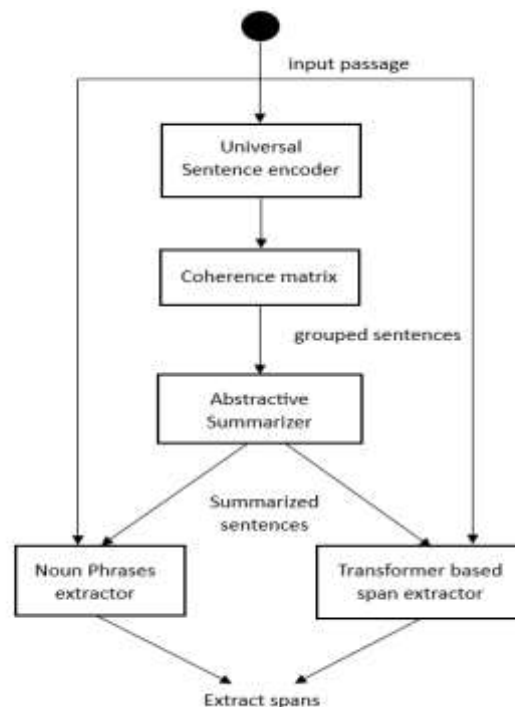 input passage
Universal
Sentence encoder
Coherence matrix
grouped sentences
Abstractive
Summarizer
Summarized
sentences
Noun Phrases
extractor
Transformer based
span extractor
Extract spans